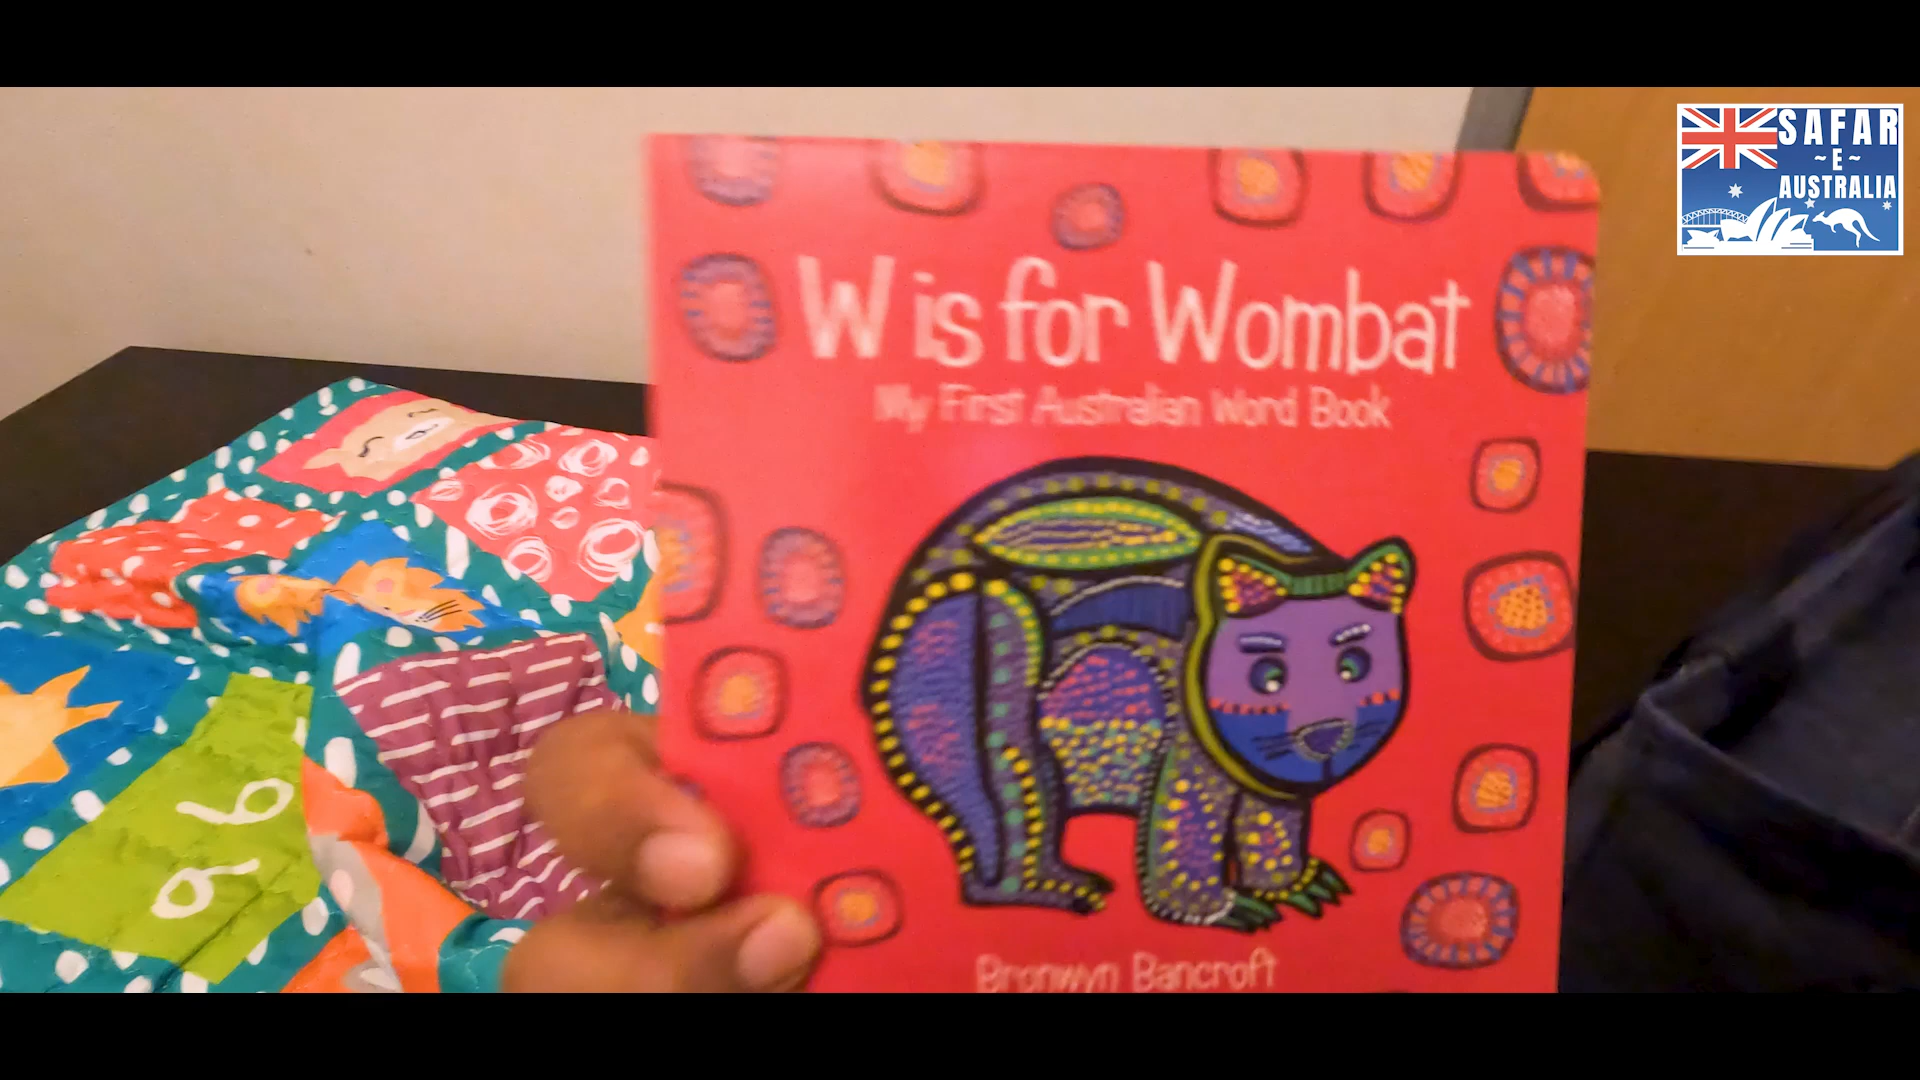 SAFAR
~E~
AUSTRALIA
W is for Wombat
My First Australian Word Book
Bronwyn Bancroft